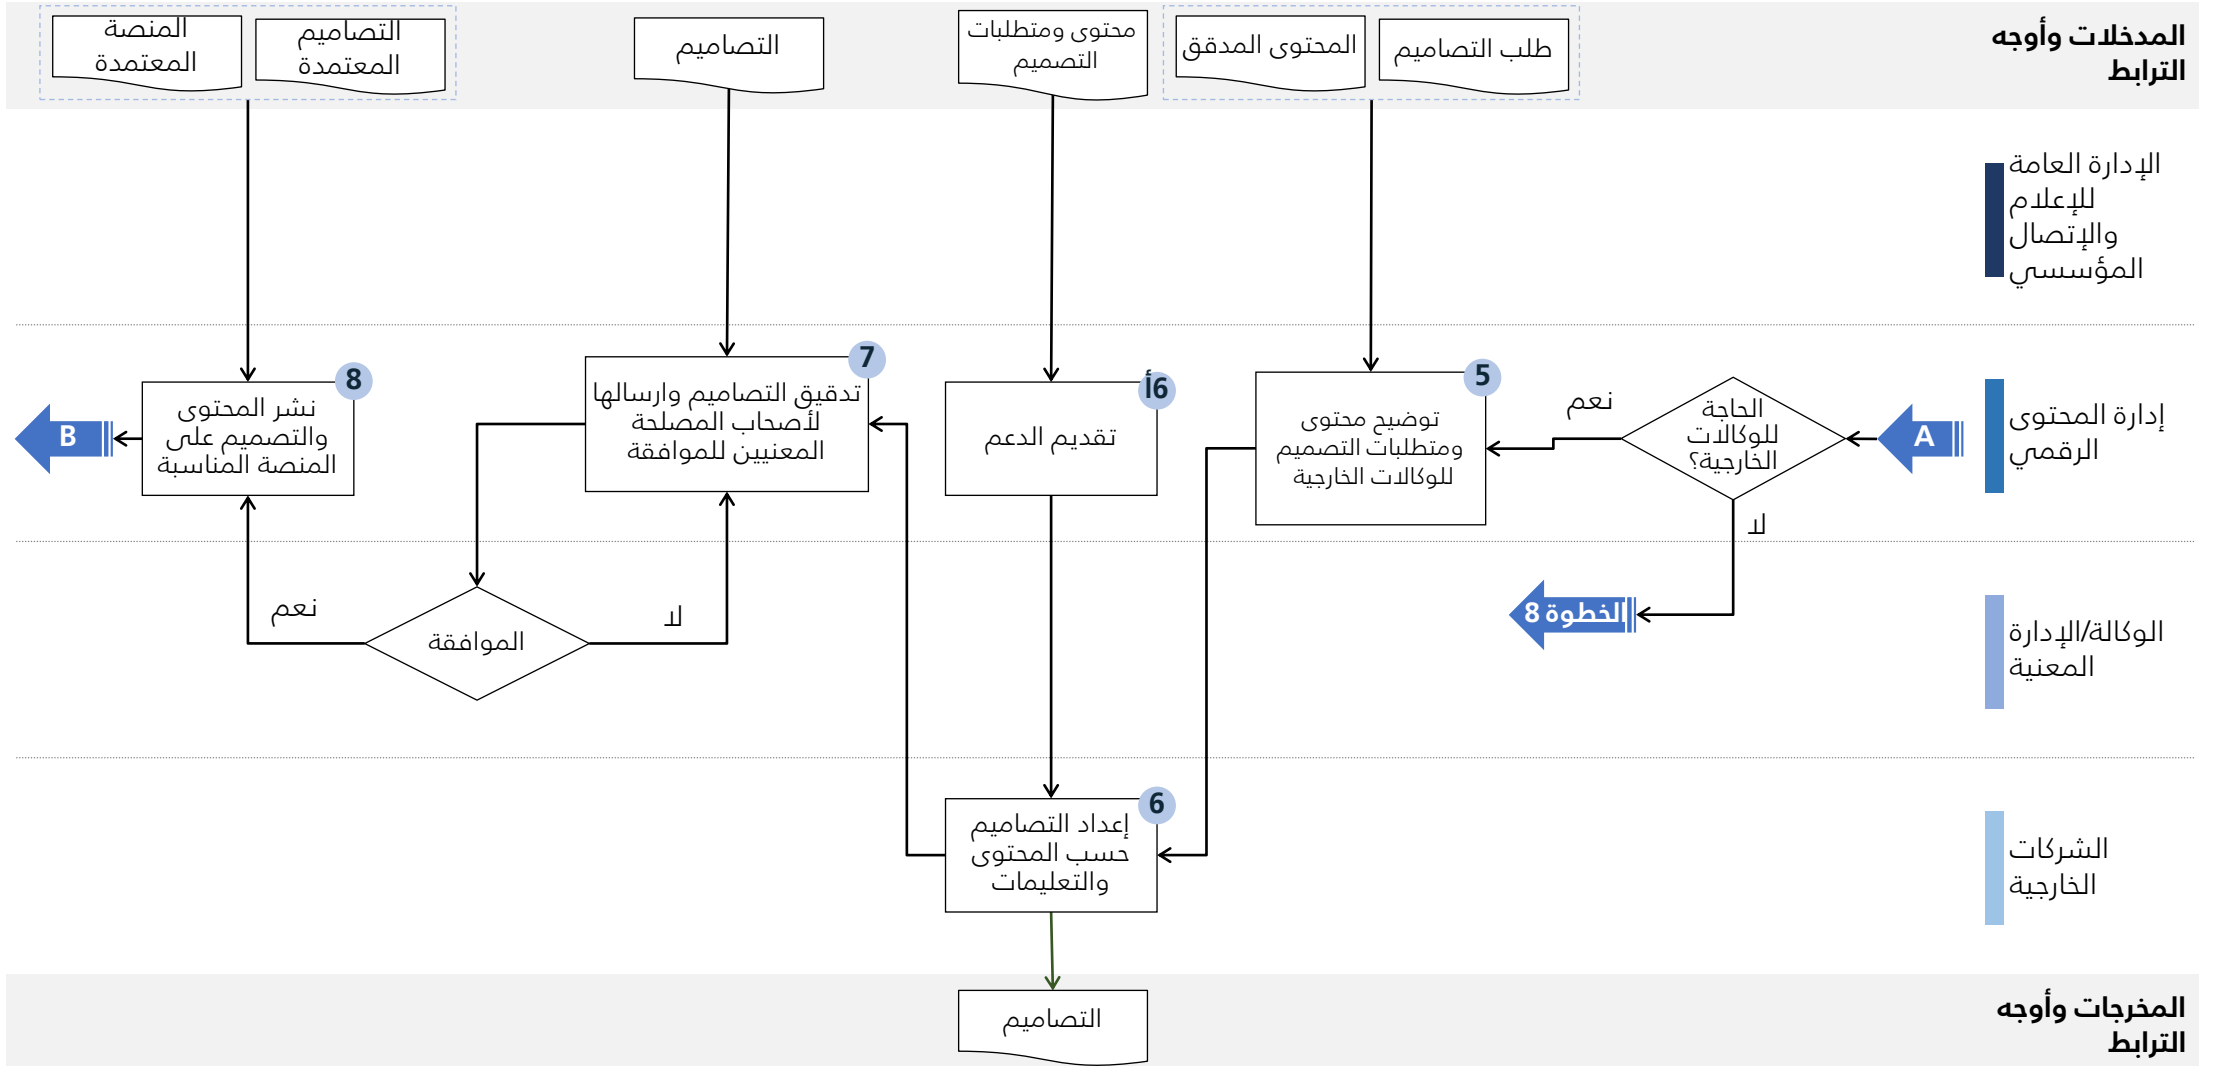 المدخلات وأوجه
الترابط
طلب التصاميم
المحتوى المدقق
محتوى ومتطلبات
التصميم
التصاميم
التصاميم
المعتمدة
المنصة
المعتمدة
الإدارة العامة
للإعلام
والإتصال
المؤسسي
إدارة المحتوى
الرقمي
A
الحاجة
للوكالات
الخارجية؟
نعم
لا
5
توضيح محتوى
ومتطلبات التصميم
للوكالات الخارجية
6أ
تقديم الدعم
7
تدقيق التصاميم وارسالها
لأصحاب المصلحة
المعنيين للموافقة
8
نشر المحتوى
والتصميم على
المنصة المناسبة
B
الوكالة/الإدارة
المعنية
الخطوة 8
لا
الموافقة
نعم
الشركات
الخارجية
6
إعداد التصاميم
حسب المحتوى
والتعليمات
المخرجات وأوجه
الترابط
التصاميم